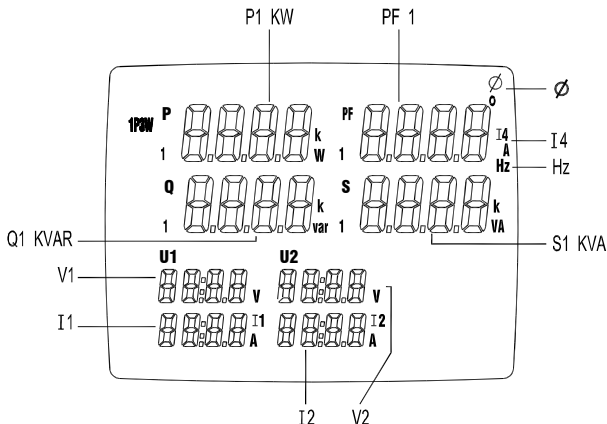 P1 KW PF 1
Ø Ø
°
P PF
1P3W
k I4 I4
1 W 1 A
Hz Hz
Q S
k k
1 var 1 VA
Q1 KVAR S1 KVA
U1 U2
V1 V V
I1 I1 I2
A A
I2 V2